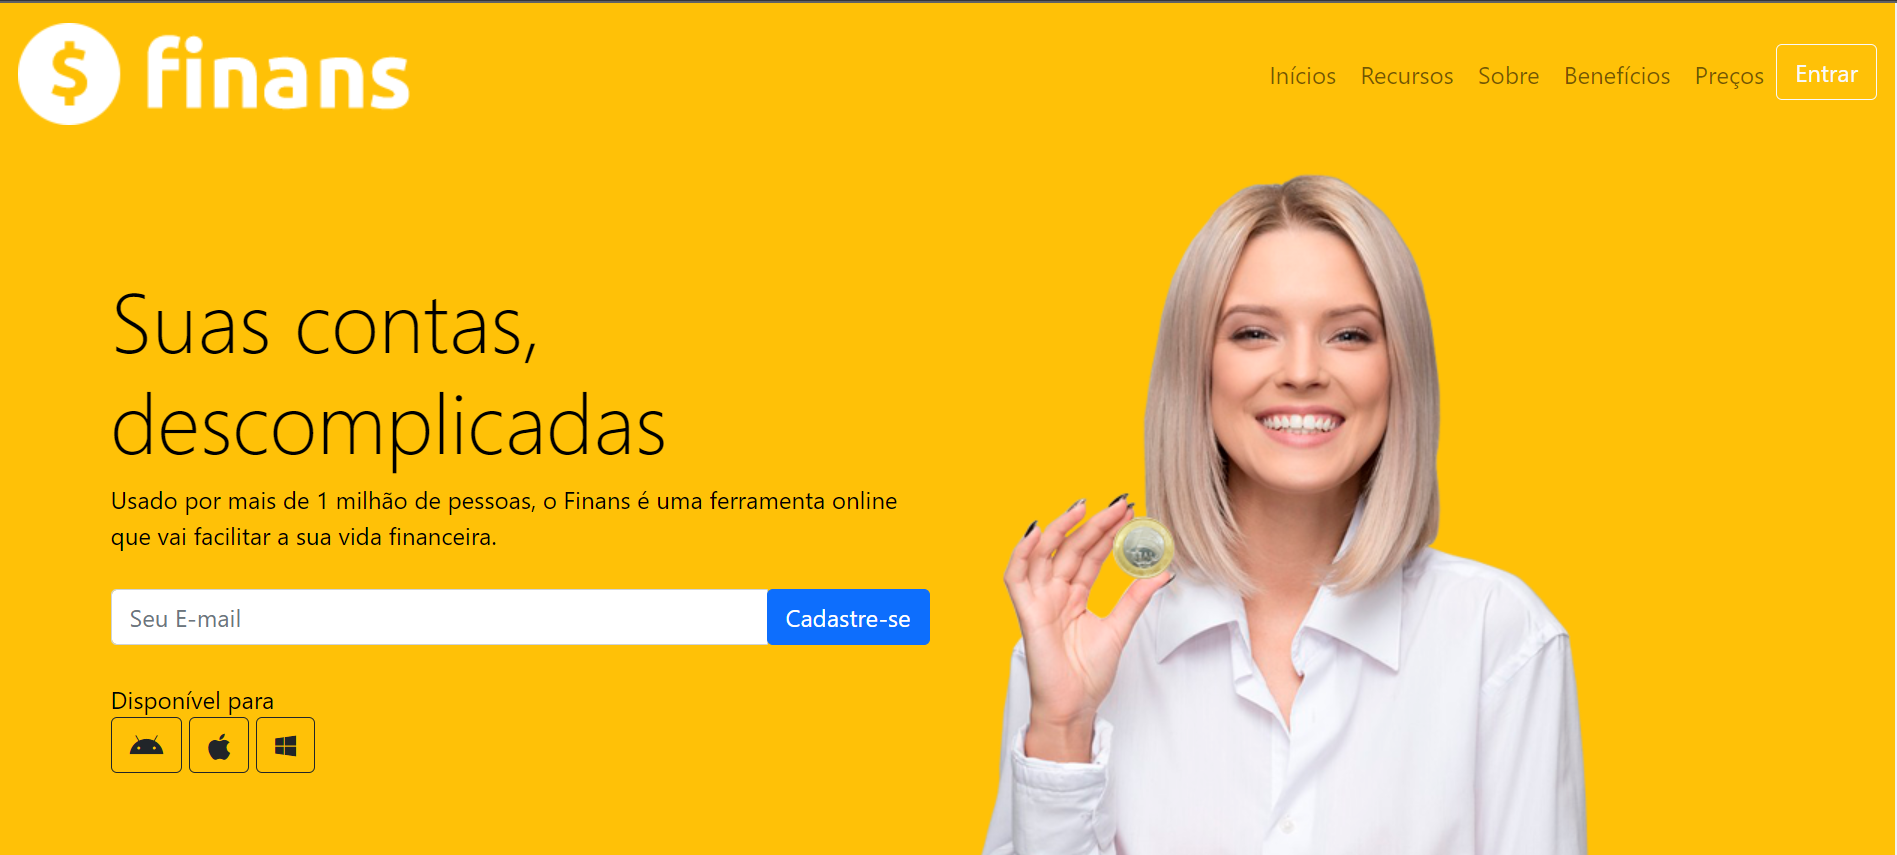 $ finans
Inícios Recursos Sobre Benefícios Preços Entrar
Suas contas,
descomplicadas
Usado por mais de 1 milhão de pessoas, o Finans é uma ferramenta online
que vai facilitar a sua vida financeira.
Seu E-mail Cadastre-se
Disponível para